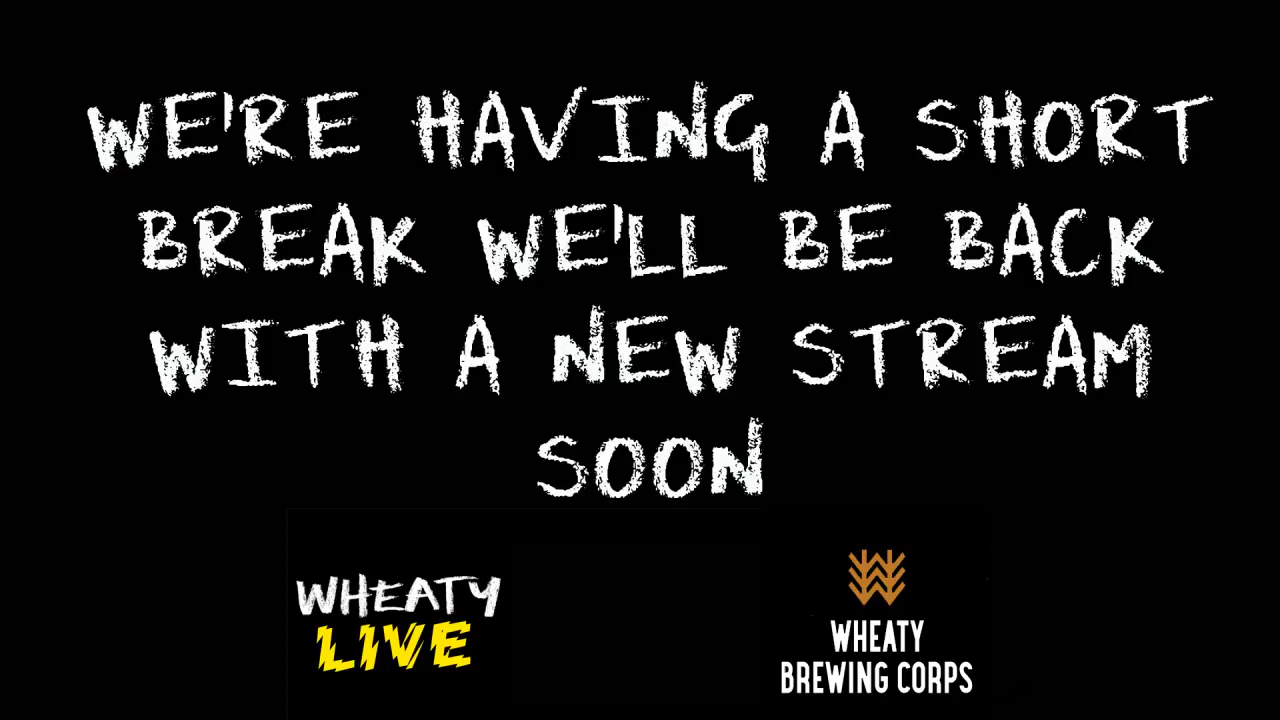 WE'RE HAVING A SHORT
BREAK WE'LL BE BACK
WITH A NEW STREAM
SOON
WHEATY
LIVE
WHEATY
BREWING CORPS